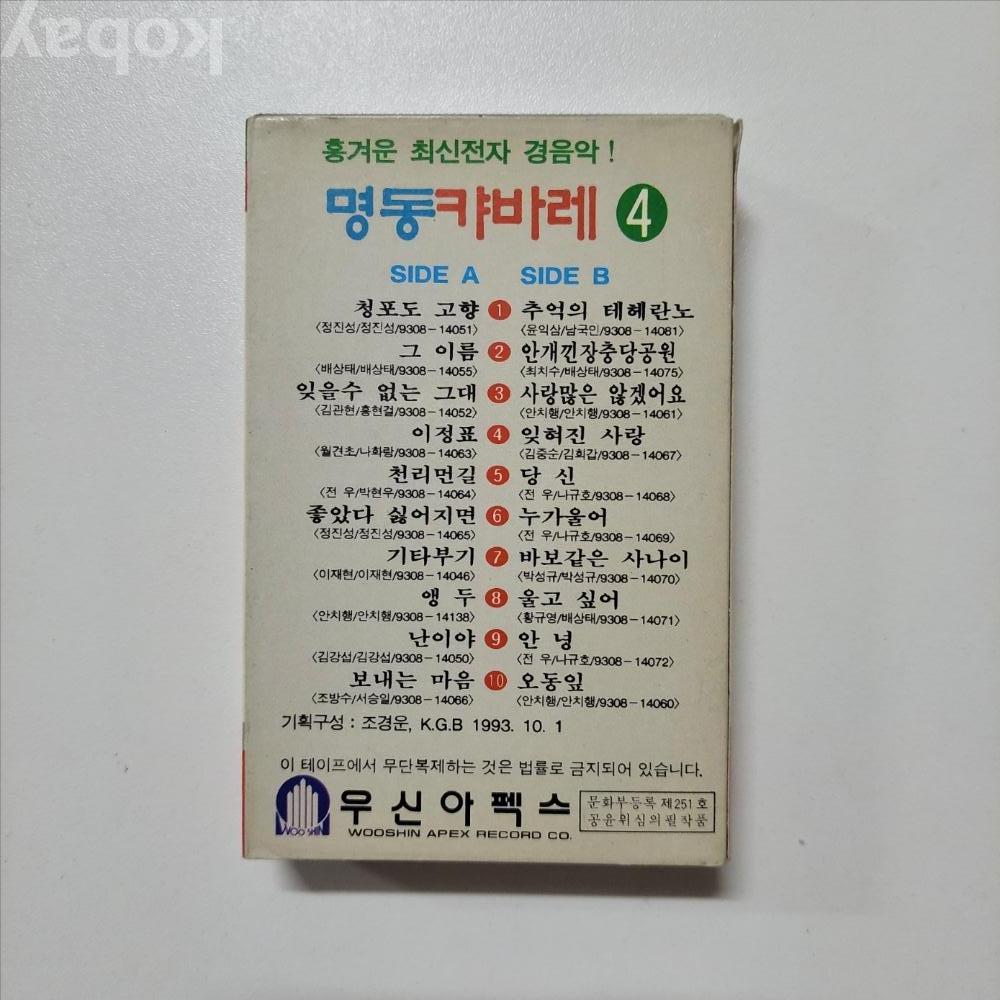 kobay
흥겨운 최신전자 경음악 !
명동캬바레 4
SIDE A SIDE B
청포도 고향 1 추억의 테헤란노
<정진성/정진성/9308-14051> <윤익삼/남국인/9308-14081>
그 이름 2 안개낀장충당공원
<배상태/배상태/9308-14055> <최치수/배상태/9308-14075>
잊을수 없는 그대 3 사랑많은 않겠어요
<김관현/홍현걸/9308-14052> <안치행/안치행/9308-14061>
이정표 4 잊혀진 사랑
<월견초/나화랑/9308-14063> <김중순/김희갑/9308-14067>
천리먼길 5 당 신
<전 우/박현우/9308-14064> <전 우/나규호/9308-14068>
좋았다 싫어지면 6 누가울어
<정진성/정진성/9308-14065> <전 우/나규호/9308-14069>
기타부기 7 바보같은 사나이
<이재현/이재현/9308-14046> <박성규/박성규/9308-14070>
앵 두 8 울고 싶어
<안치행/안치행/9308-14138> <황규영/배상태/9308-14071>
난이야 9 안 녕
<김강섭/김강섭/9308-14050> <전 우/나규호/9308-14072>
보내는 마음 10 오동잎
<조방수/서승일/9308-14066> <안치행/안치행/9308-14060>
기획구성 : 조경운, K.G.B 1993. 10. 1
이 테이프에서 무단복제하는 것은 법률로 금지되어 있습니다.
WOO SHIN
우신아펙스
WOOSHIN APEX RECORD CO.
문화부등록 제251호
공윤위심의필작품